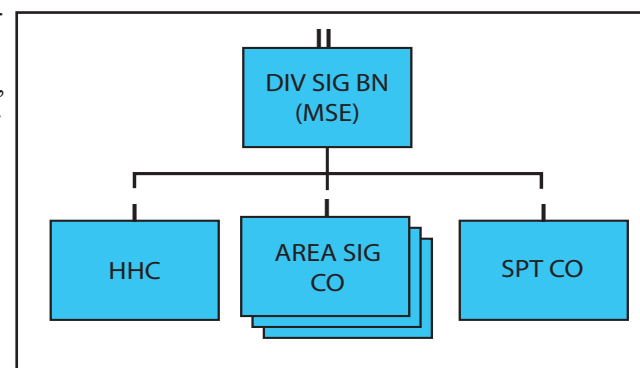 DIV SIG BN
(MSE)
HHC
AREA SIG
CO
SPT CO